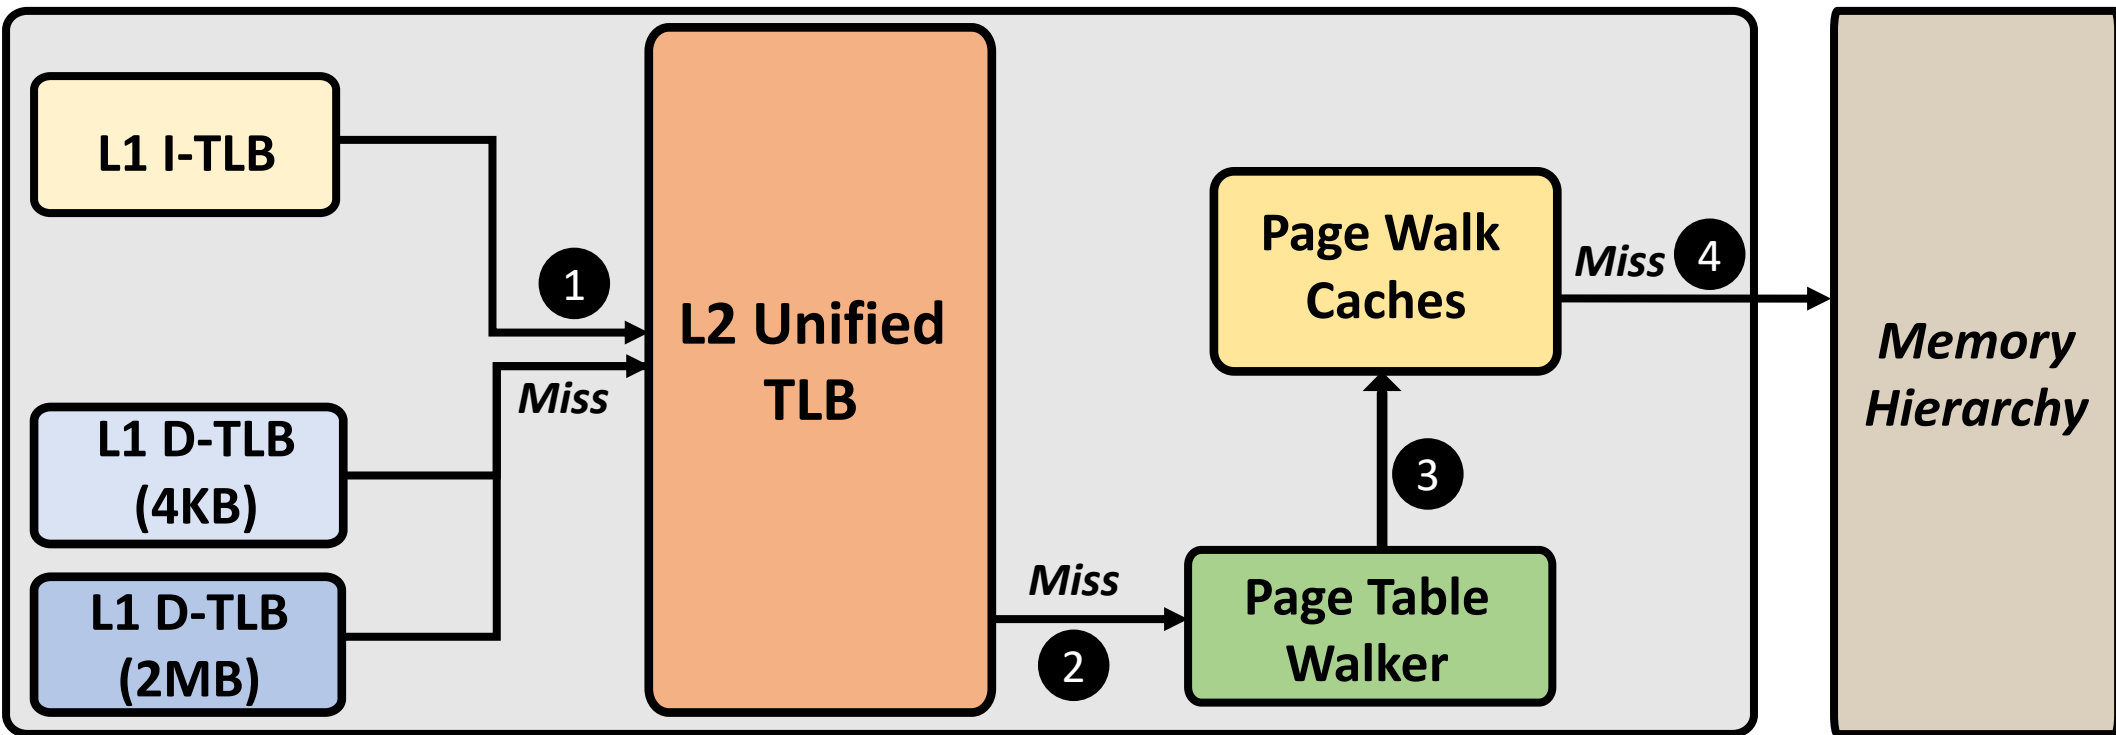 L1 I-TLB
1
Miss
L1 D-TLB
(4KB)
L1 D-TLB
(2MB)
L2 Unified
TLB
Miss
2
Page Table
Walker
3
Page Walk
Caches
Miss 4
Memory
Hierarchy